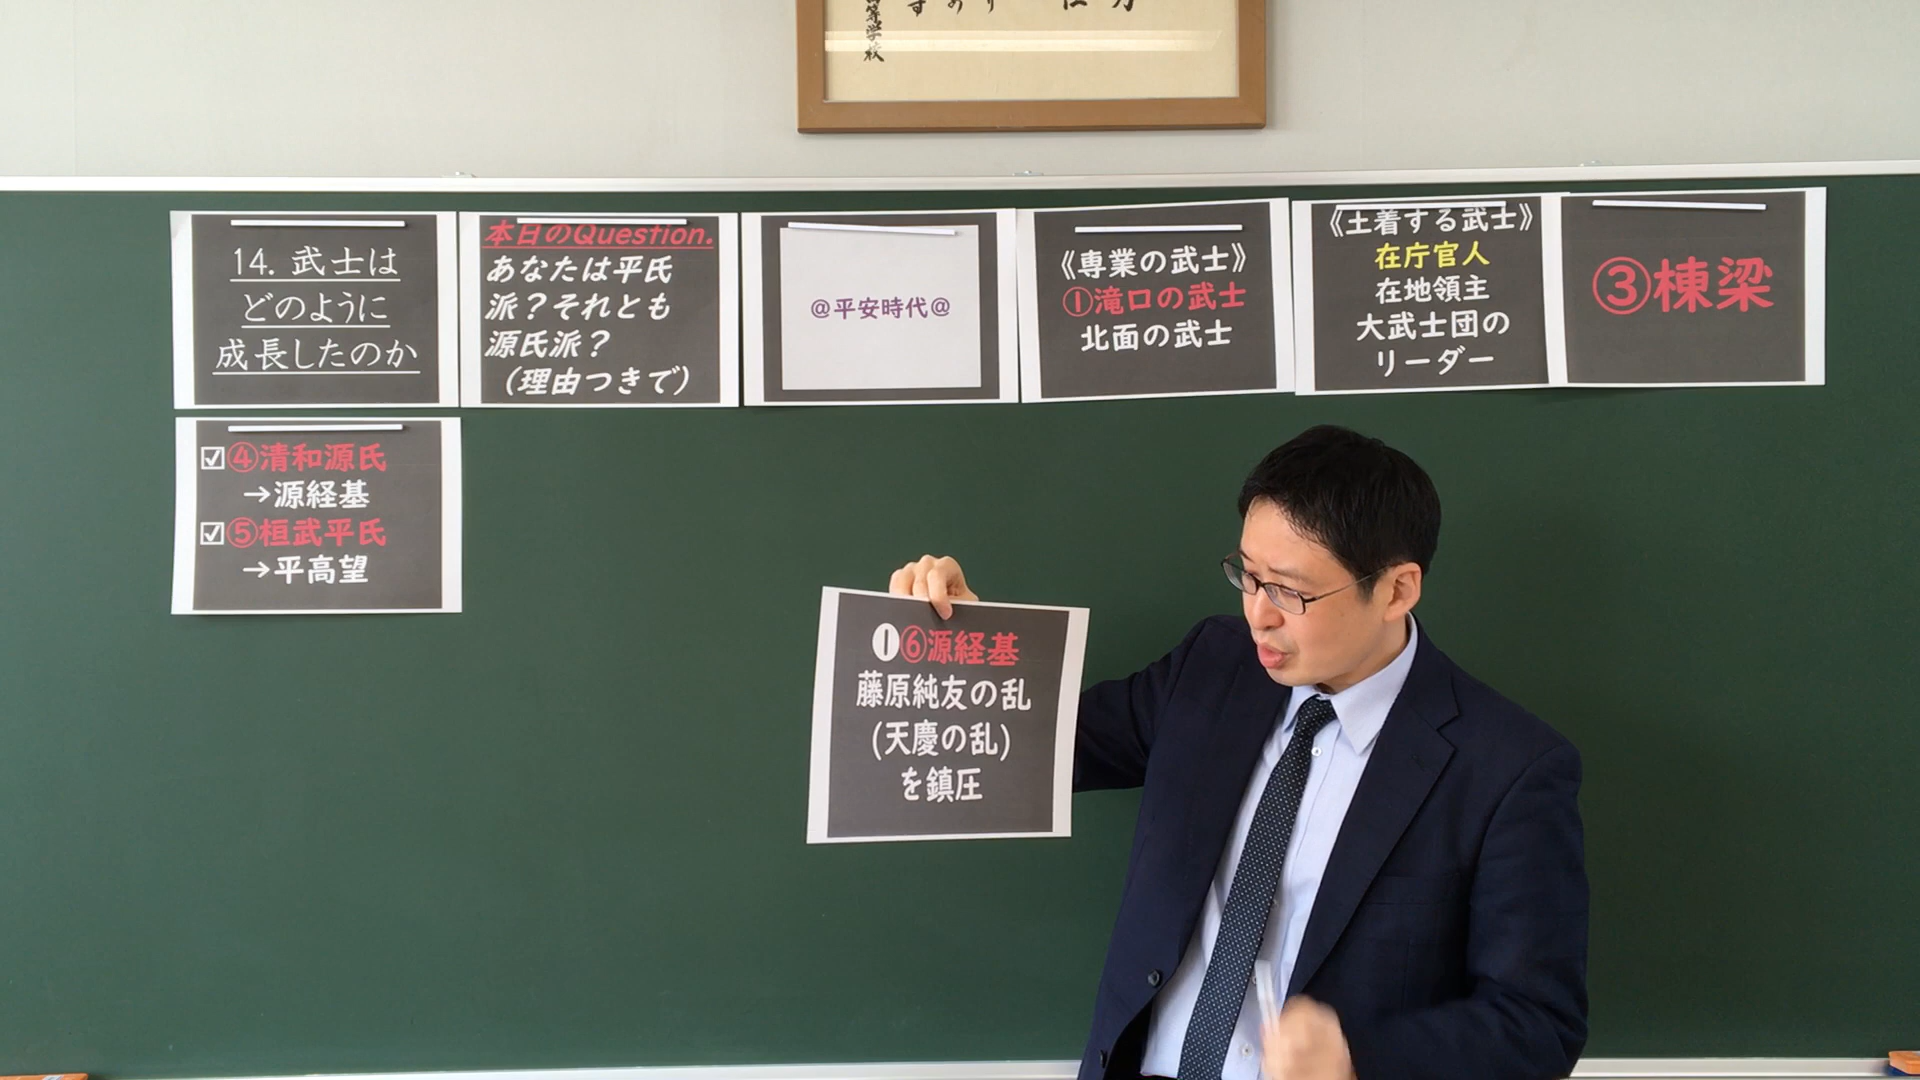 高等学校
14. 武士は
どのように
成長したのか
本日のQuestion.
あなたは平氏
派？それとも
源氏派？
（理由つきで）
@平安時代@
《専業の武士》
①滝口の武士
北面の武士
《土着する武士》
在庁官人
在地領主
大武士団の
リーダー
③棟梁
☑④清和源氏
→源経基
☑⑤桓武平氏
→平高望
❶⑥源経基
藤原純友の乱
(天慶の乱)
を鎮圧